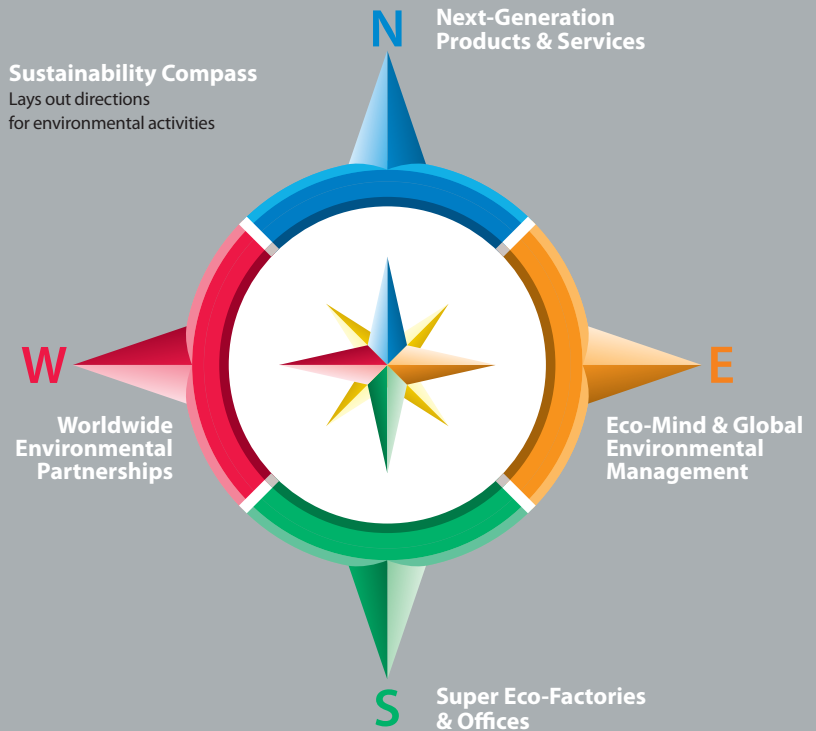 N
Next-Generation
Products & Services
Sustainability Compass
Lays out directions
for environmental activities
W
E
Worldwide
Environmental
Partnerships
Eco-Mind & Global
Environmental
Management
S
Super Eco-Factories
& Offices